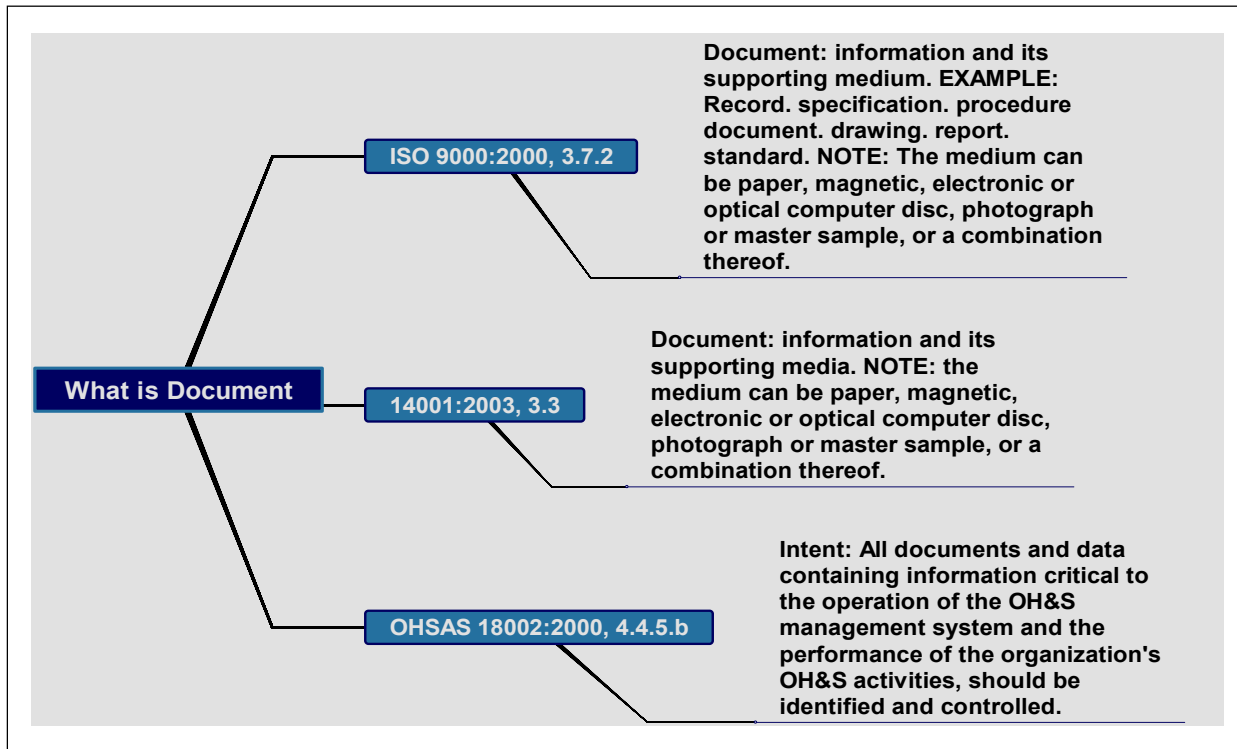 Document: information and its
supporting medium. EXAMPLE:
Record. specification. procedure
document. drawing. report.
standard. NOTE: The medium can
be paper, magnetic, electronic or
optical computer disc, photograph
or master sample, or a combination
thereof.
ISO 9000:2000, 3.7.2
What is Document
14001:2003, 3.3
Document: information and its
supporting media. NOTE: the
medium can be paper, magnetic,
electronic or optical computer disc,
photograph or master sample, or a
combination thereof.
OHSAS 18002:2000, 4.4.5.b
Intent: All documents and data
containing information critical to
the operation of the OH&S
management system and the
performance of the organization's
OH&S activities, should be
identified and controlled.